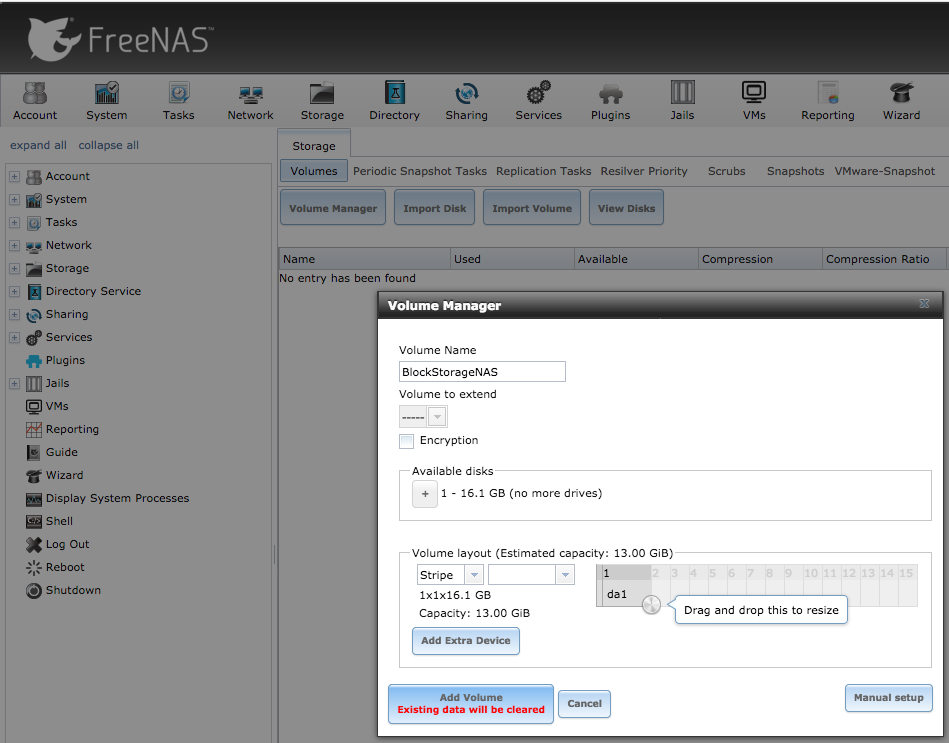 FreeNAS™
Account System Tasks Network Storage Directory Sharing Services Plugins Jails VMs Reporting Wizard
expand all collapse all
Account
System
Tasks
Network
Storage
Directory Service
Sharing
Services
Plugins
Jails
VMs
Reporting
Guide
Wizard
Display System Processes
Shell
Log Out
Reboot
Shutdown
Storage
Volumes Periodic Snapshot Tasks Replication Tasks Resilver Priority Scrubs Snapshots VMware-Snapshot
Volume Manager Import Disk Import Volume View Disks
Name Used Available Compression Compression Ratio
No entry has been found
Volume Manager
Volume Name
BlockStorageNAS
Volume to extend
-----
Encryption
Available disks
+ 1 - 16.1 GB (no more drives)
Volume layout (Estimated capacity: 13.00 GiB)
Stripe 1 2 3 4 5 6 7 8 9 10 11 12 13 14 15
1x1x16.1 GB da1
Capacity: 13.00 GiB Drag and drop this to resize
Add Extra Device
Add Volume
Existing data will be cleared
Cancel Manual setup